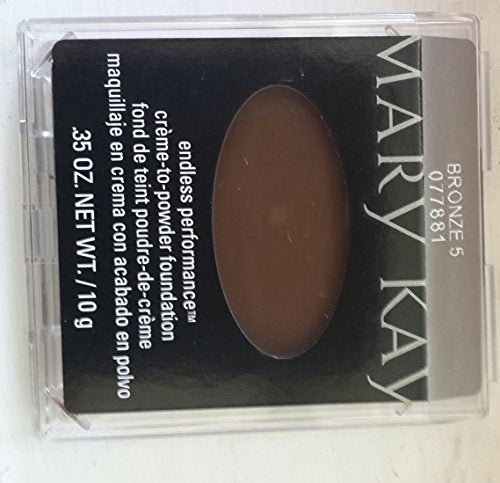 BRONZE 5
077881
MARY KAY
endless performance™
crème-to-powder foundation
fond de teint poudre-de-crème
maquillaje en crema con acabado en polvo
.35 OZ. NET WT. / 10 g